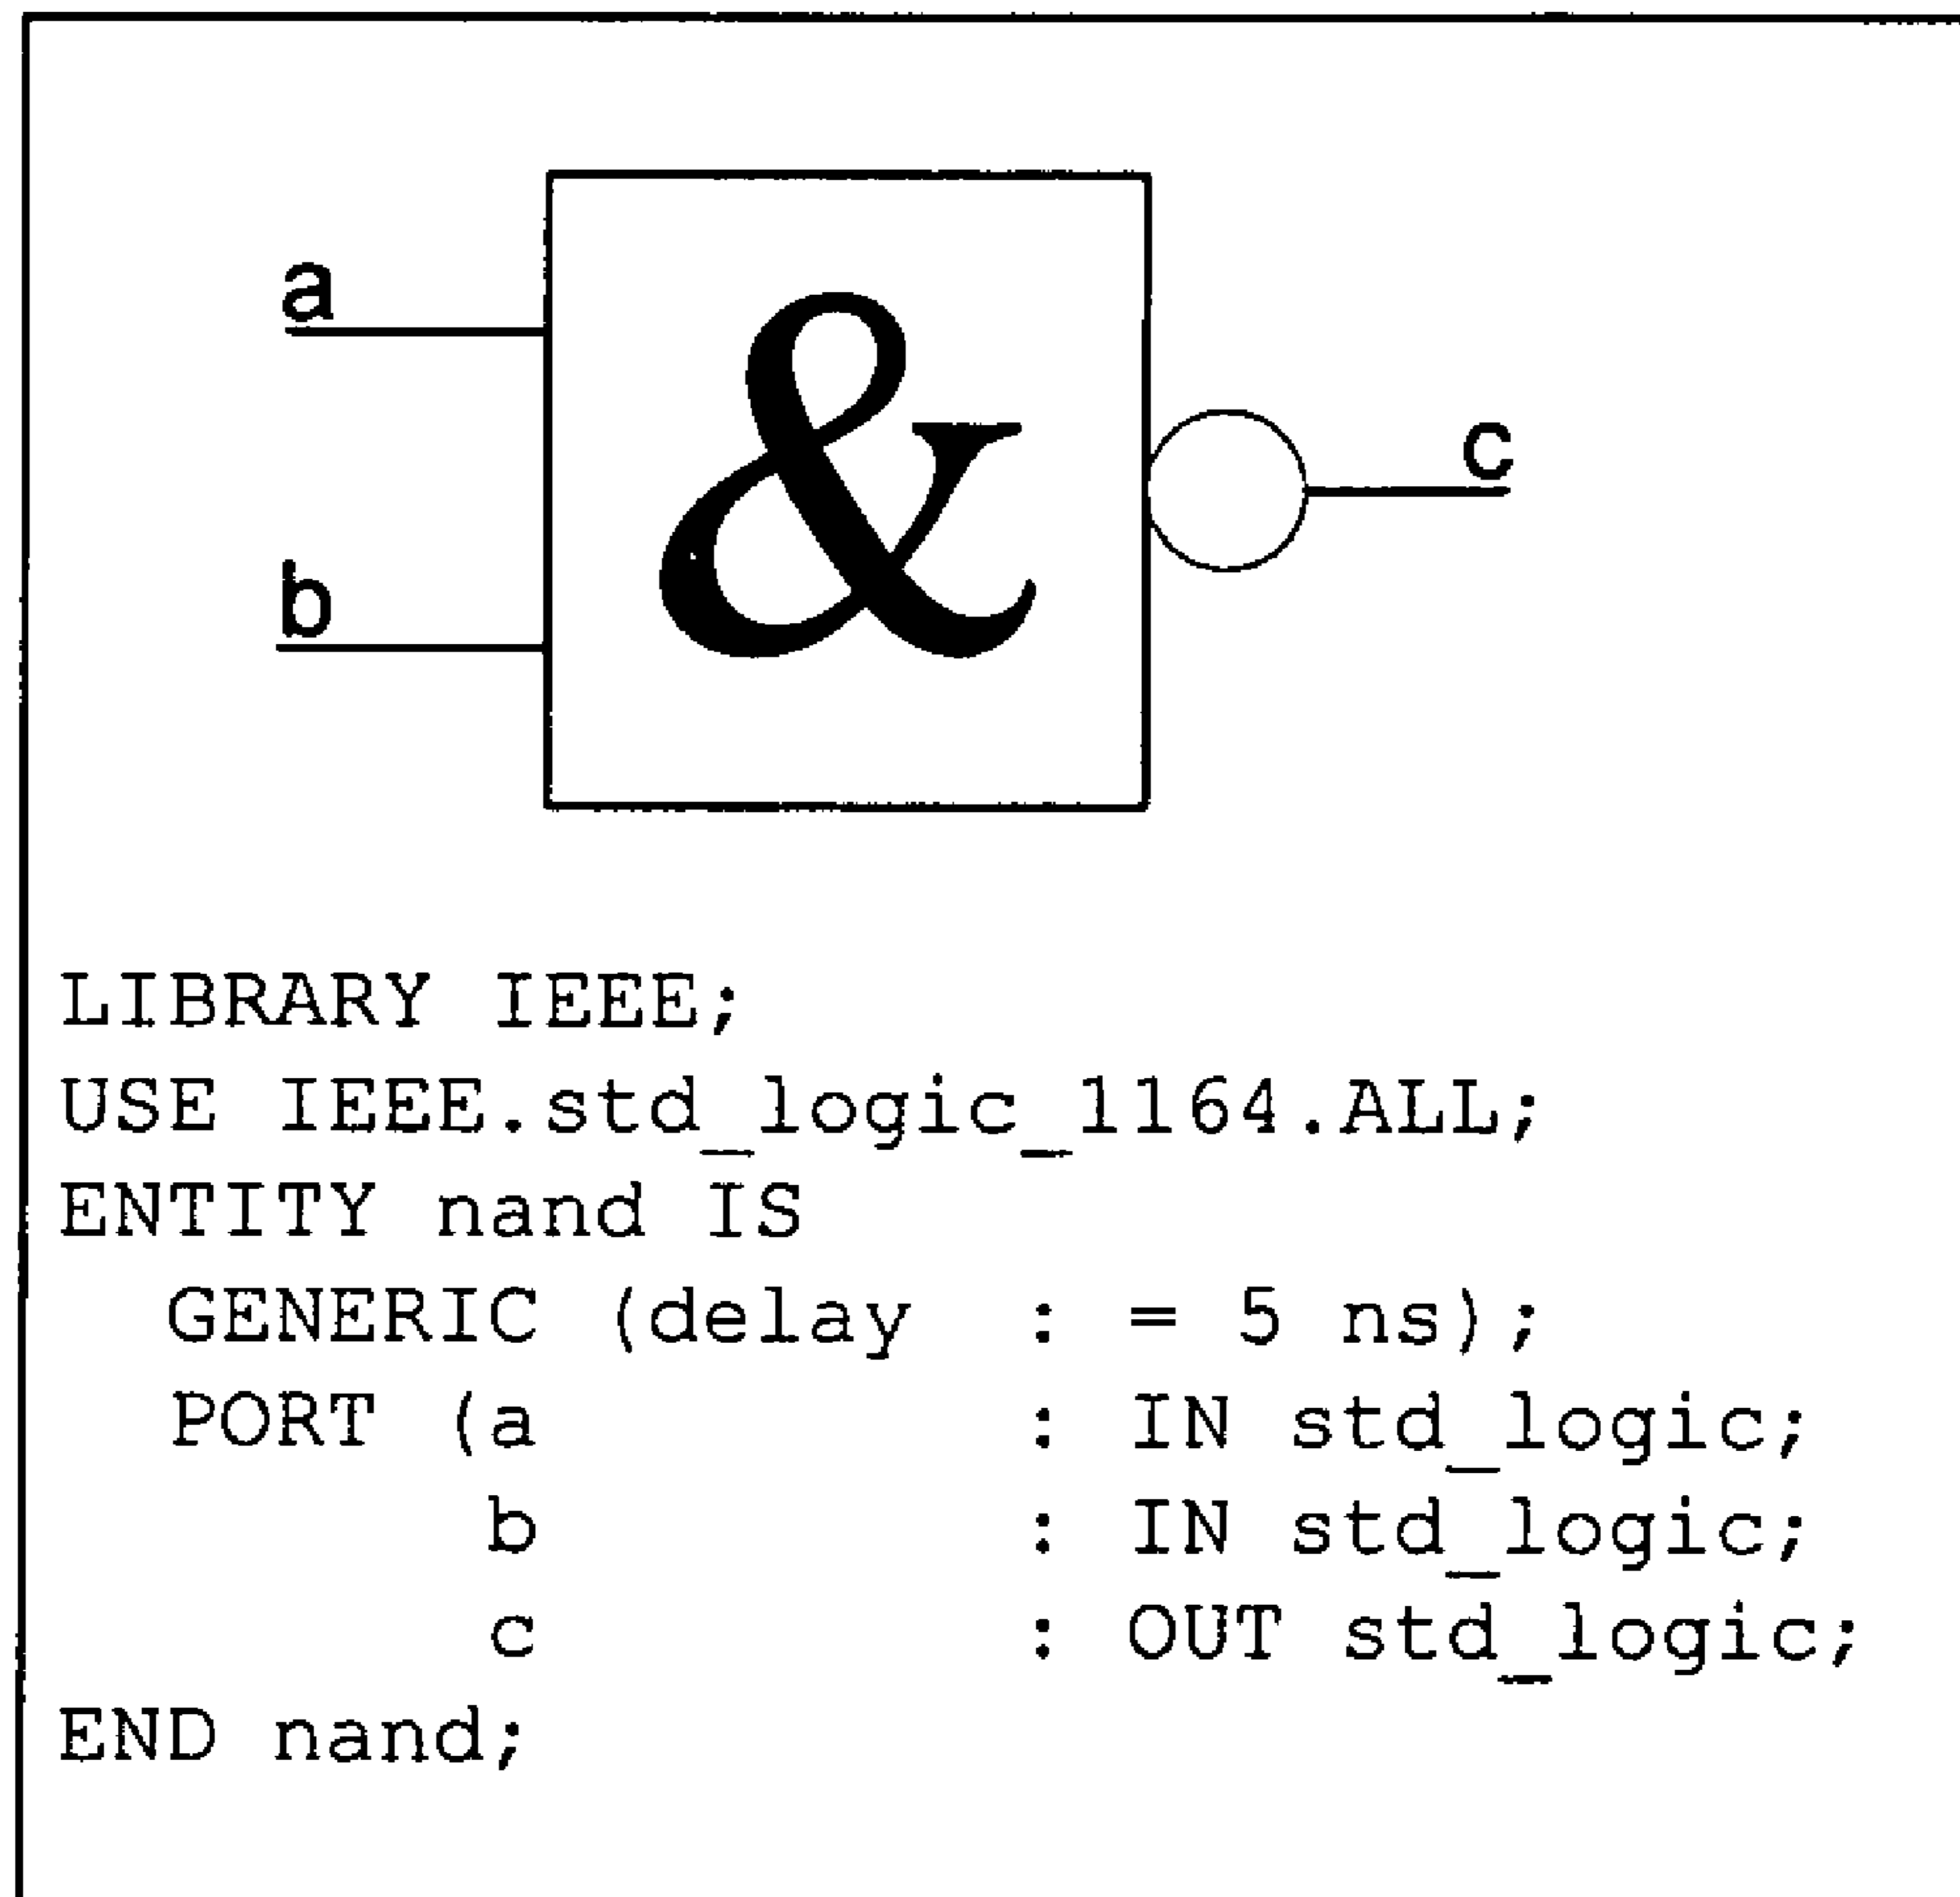 a
&
b
c
LIBRARY IEEE;
USE IEEE.std_logic_1164.ALL;
ENTITY nand IS
GENERIC (delay : = 5 ns);
PORT (a : IN std_logic;
b : IN std_logic;
c : OUT std_logic;
END nand;